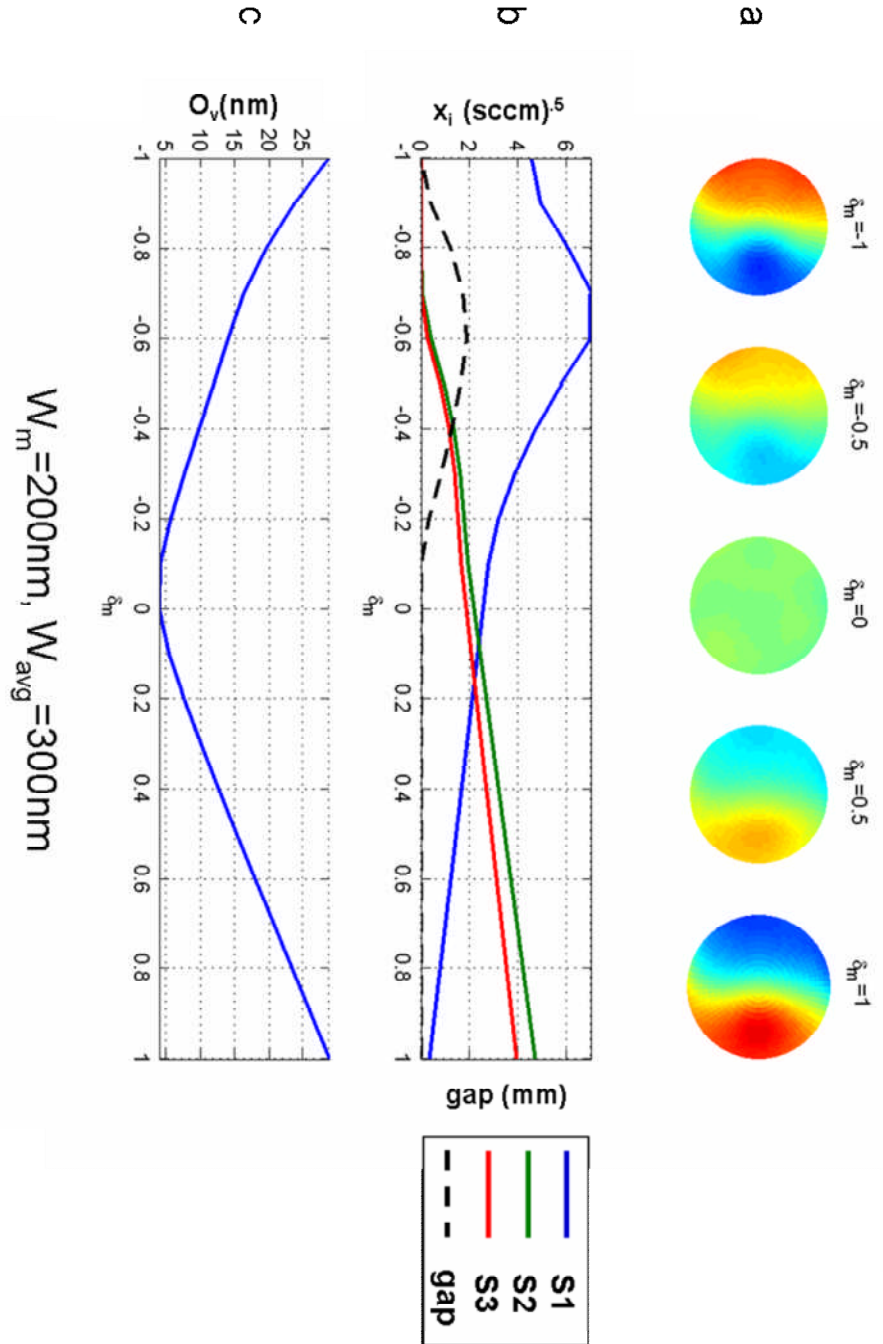 a
δm=-1
δm=-0.5
δm=0
δm=0.5
δm=1
b
xi (sccm).5
6
4
2
0
-1
-0.8
-0.6
-0.4
-0.2
0
0.2
0.4
0.6
0.8
1
δm
gap (mm)
S1
S2
S3
gap
c
Ov(nm)
25
20
15
10
5
-1
-0.8
-0.6
-0.4
-0.2
0
0.2
0.4
0.6
0.8
1
δm
Wm=200nm, Wavg=300nm